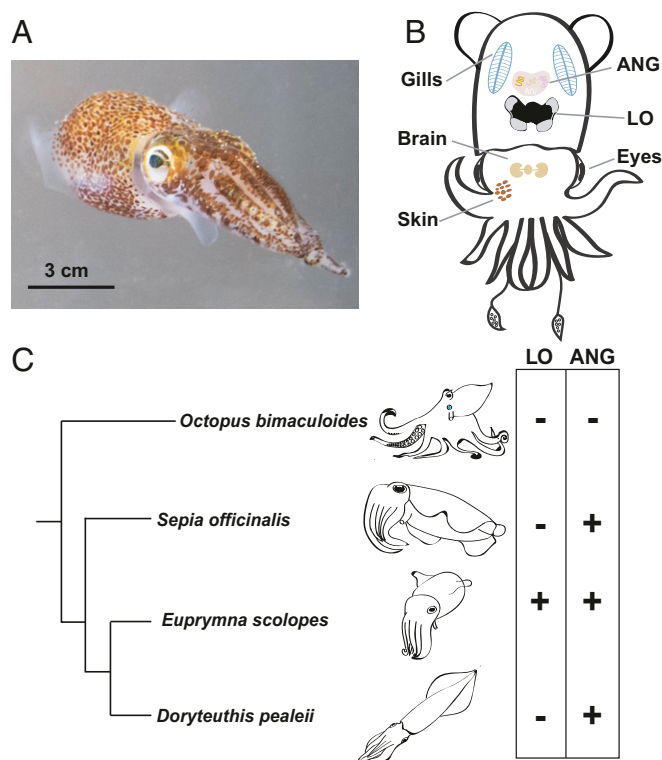 A
3 cm
B
Gills
ANG
LO
Brain
Eyes
Skin
C
LO ANG
Octopus bimaculoides - -
Sepia officinalis - +
Euprymna scolopes + +
Doryteuthis pealeii - +